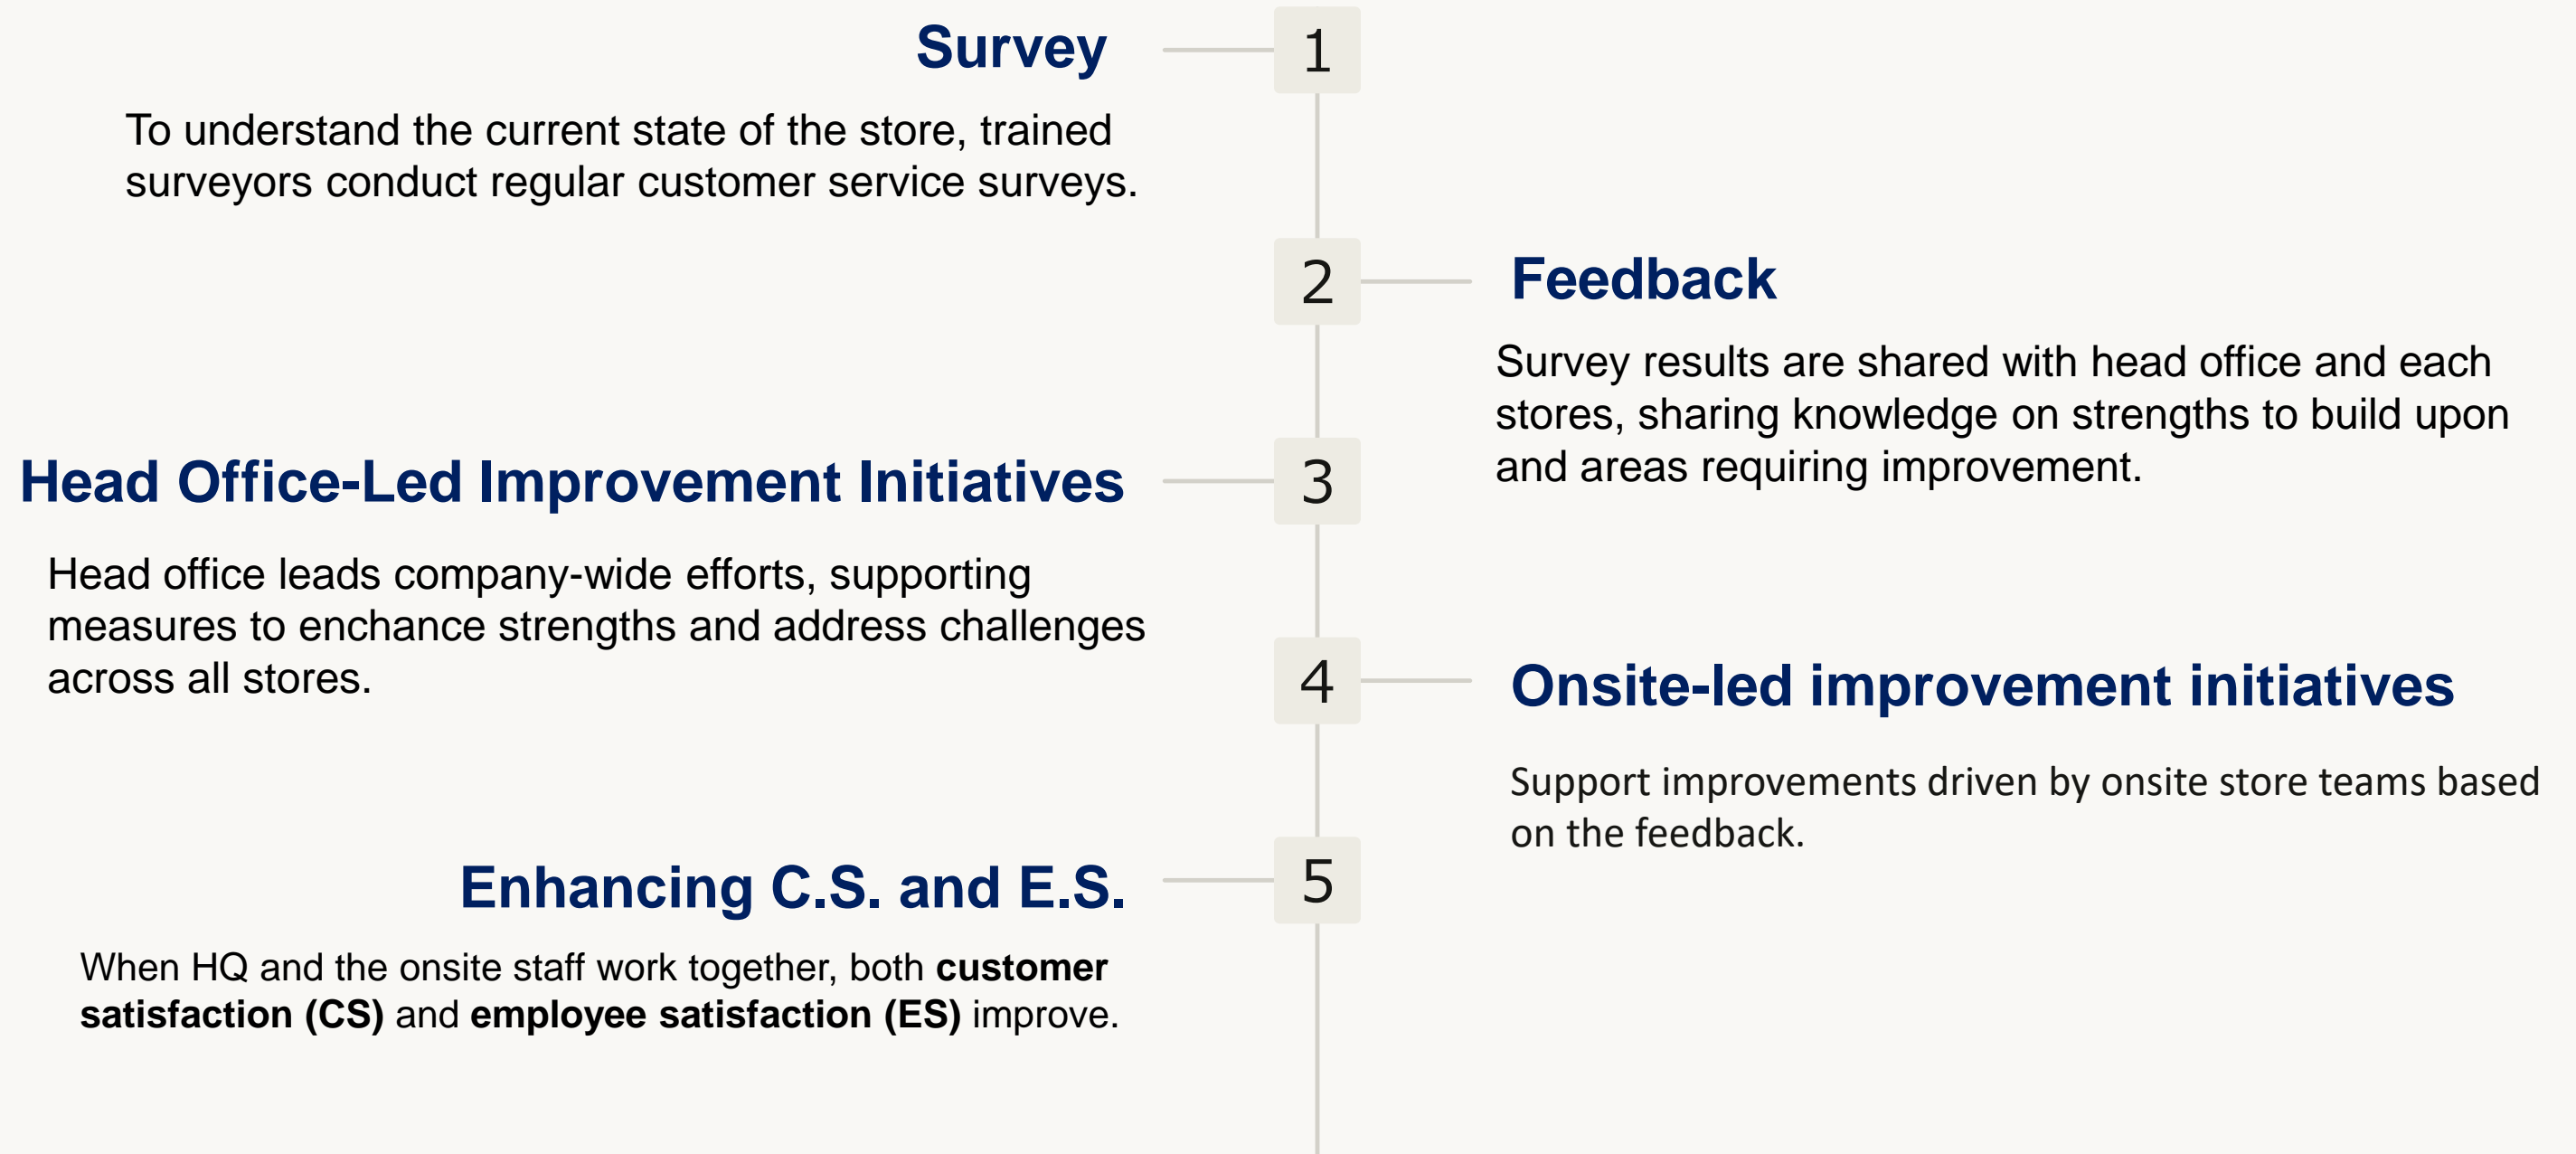 1
Survey
To understand the current state of the store, trained
surveyors conduct regular customer service surveys.
2
Feedback
Survey results are shared with head office and each
stores, sharing knowledge on strengths to build upon
and areas requiring improvement.
3
Head Office-Led Improvement Initiatives
Head office leads company-wide efforts, supporting
measures to enchance strengths and address challenges
across all stores.
4
Onsite-led improvement initiatives
Support improvements driven by onsite store teams based
on the feedback.
5
Enhancing C.S. and E.S.
When HQ and the onsite staff work together, both customer
satisfaction (CS) and employee satisfaction (ES) improve.